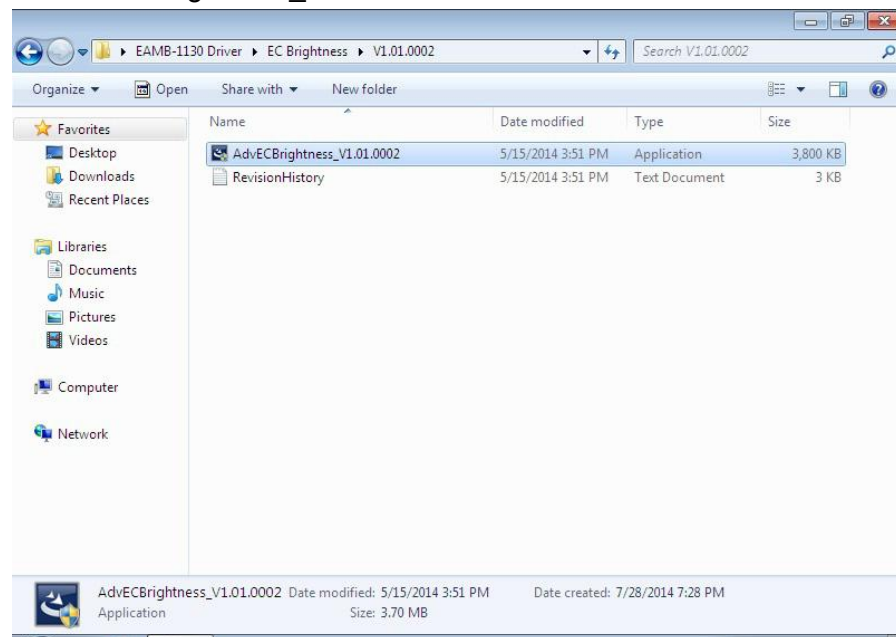 EAMB-1130 Driver ▸ EC Brightness ▸ V1.01.0002
Search V1.01.0002
Organize Open Share with New folder
Name Date modified Type Size
AdvECBrightness_V1.01.0002 5/15/2014 3:51 PM Application 3,800 KB
RevisionHistory 5/15/2014 3:51 PM Text Document 3 KB
Favorites
Desktop
Downloads
Recent Places
Libraries
Documents
Music
Pictures
Videos
Computer
Network
AdvECBrightness_V1.01.0002 Date modified: 5/15/2014 3:51 PM Date created: 7/28/2014 7:28 PM
Application Size: 3.70 MB